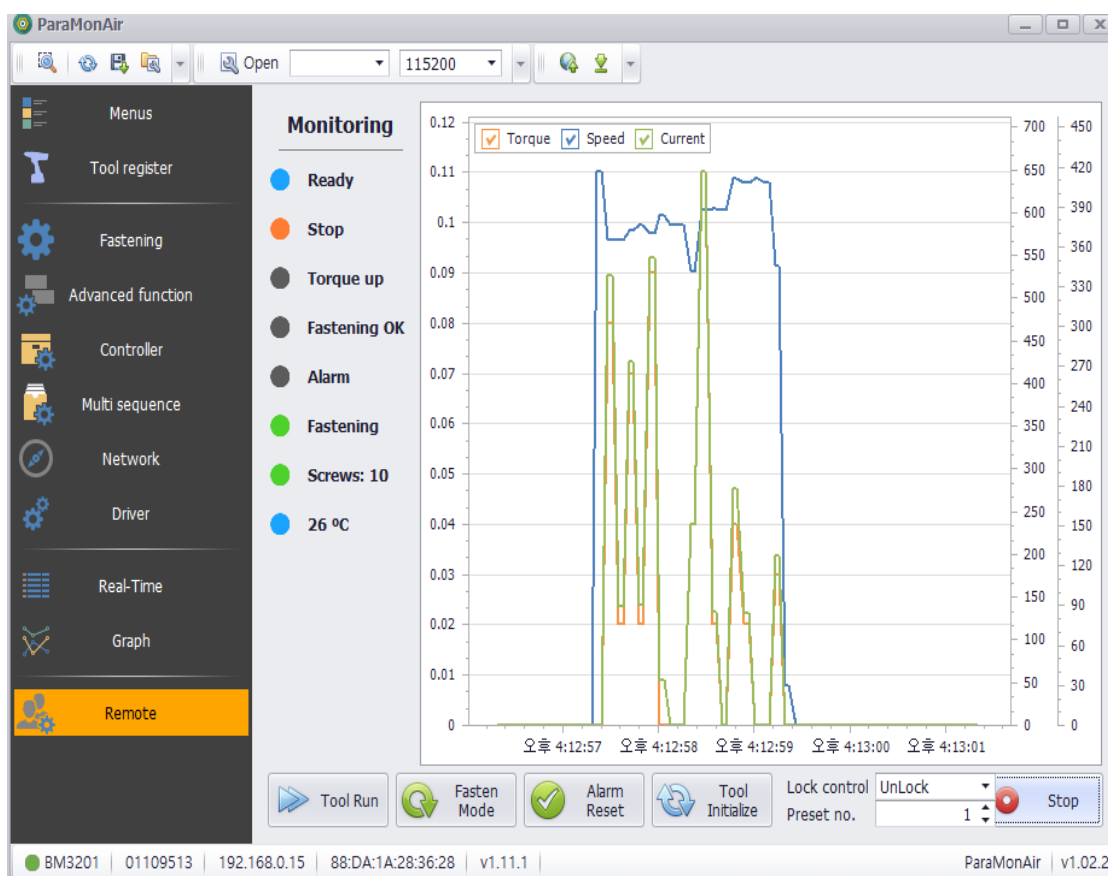 ParaMonAir
Open 115200
Menus
Tool register
Fastening
Advanced function
Controller
Multi sequence
Network
Driver
Real-Time
Graph
Remote
Monitoring
Ready
Stop
Torque up
Fastening OK
Alarm
Fastening
Screws: 10
26 ºC
Torque Speed Current
0.12
0.11
0.1
0.09
0.08
0.07
0.06
0.05
0.04
0.03
0.02
0.01
0
700
650
600
550
500
450
400
350
300
250
200
150
100
50
0
450
420
390
360
330
300
270
240
210
180
150
120
90
60
30
0
오후 4:12:57 오후 4:12:58 오후 4:12:59 오후 4:13:00 오후 4:13:01
Tool Run
Fasten
Mode
Alarm
Reset
Tool
Initialize
Lock control UnLock
Preset no. 1
Stop
BM3201 01109513 192.168.0.15 88:DA:1A:28:36:28 v1.11.1 ParaMonAir v1.02.2